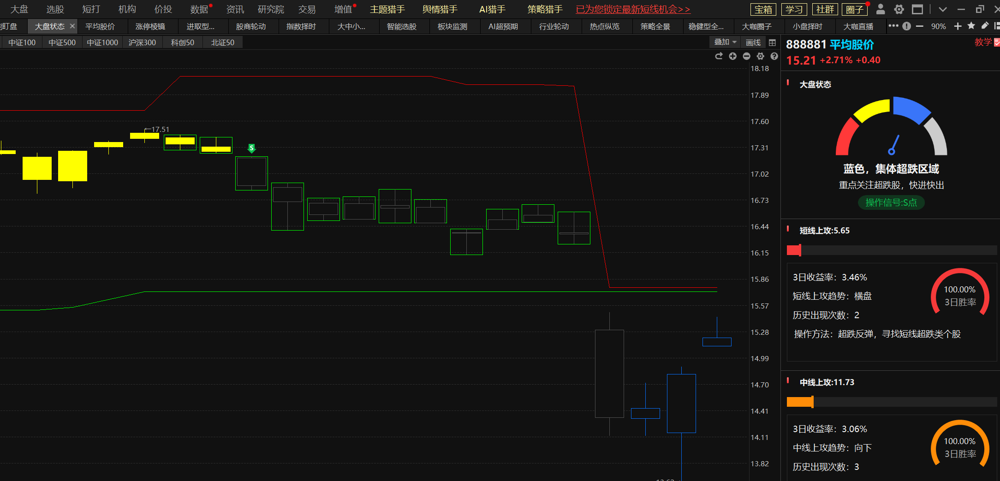 大盘 选股 短打 机构 价投 数据 资讯 研究院 交易 增值 主题猎手 舆情猎手 AI猎手 策略猎手 已为您锁定最新短线机会>> 宝箱 学习 社群 圈子
盯盘 大盘状态 平均股价 涨停棱镜 进取型... 股商轮动 指数择时 大中小... 智能选股 板块监测 AI超预期 行业轮动 热点纵览 策略全景 稳健型全... 大咖圈子 小盘择时 大咖直播 90%
中证100 中证500 中证1000 沪深300 科创50 北证50 叠加 画线
18.18
17.89
17.60
←17.51
17.31
S
17.02
16.73
16.44
16.15
15.86
15.57
15.28
14.99
14.70
14.41
14.11
13.82
888881 平均股价 教学
15.21 +2.71% +0.40
大盘状态
蓝色，集体超跌区域
重点关注超跌股，快进快出
操作信号:S点
短线上攻:5.65
3日收益率：3.46%
短线上攻趋势：横盘
历史出现次数：2
操作方法：超跌反弹，寻找短线超跌类个股
100.00%
3日胜率
中线上攻:11.73
3日收益率：3.06%
中线上攻趋势：向下
历史出现次数：3
100.00%
3日胜率